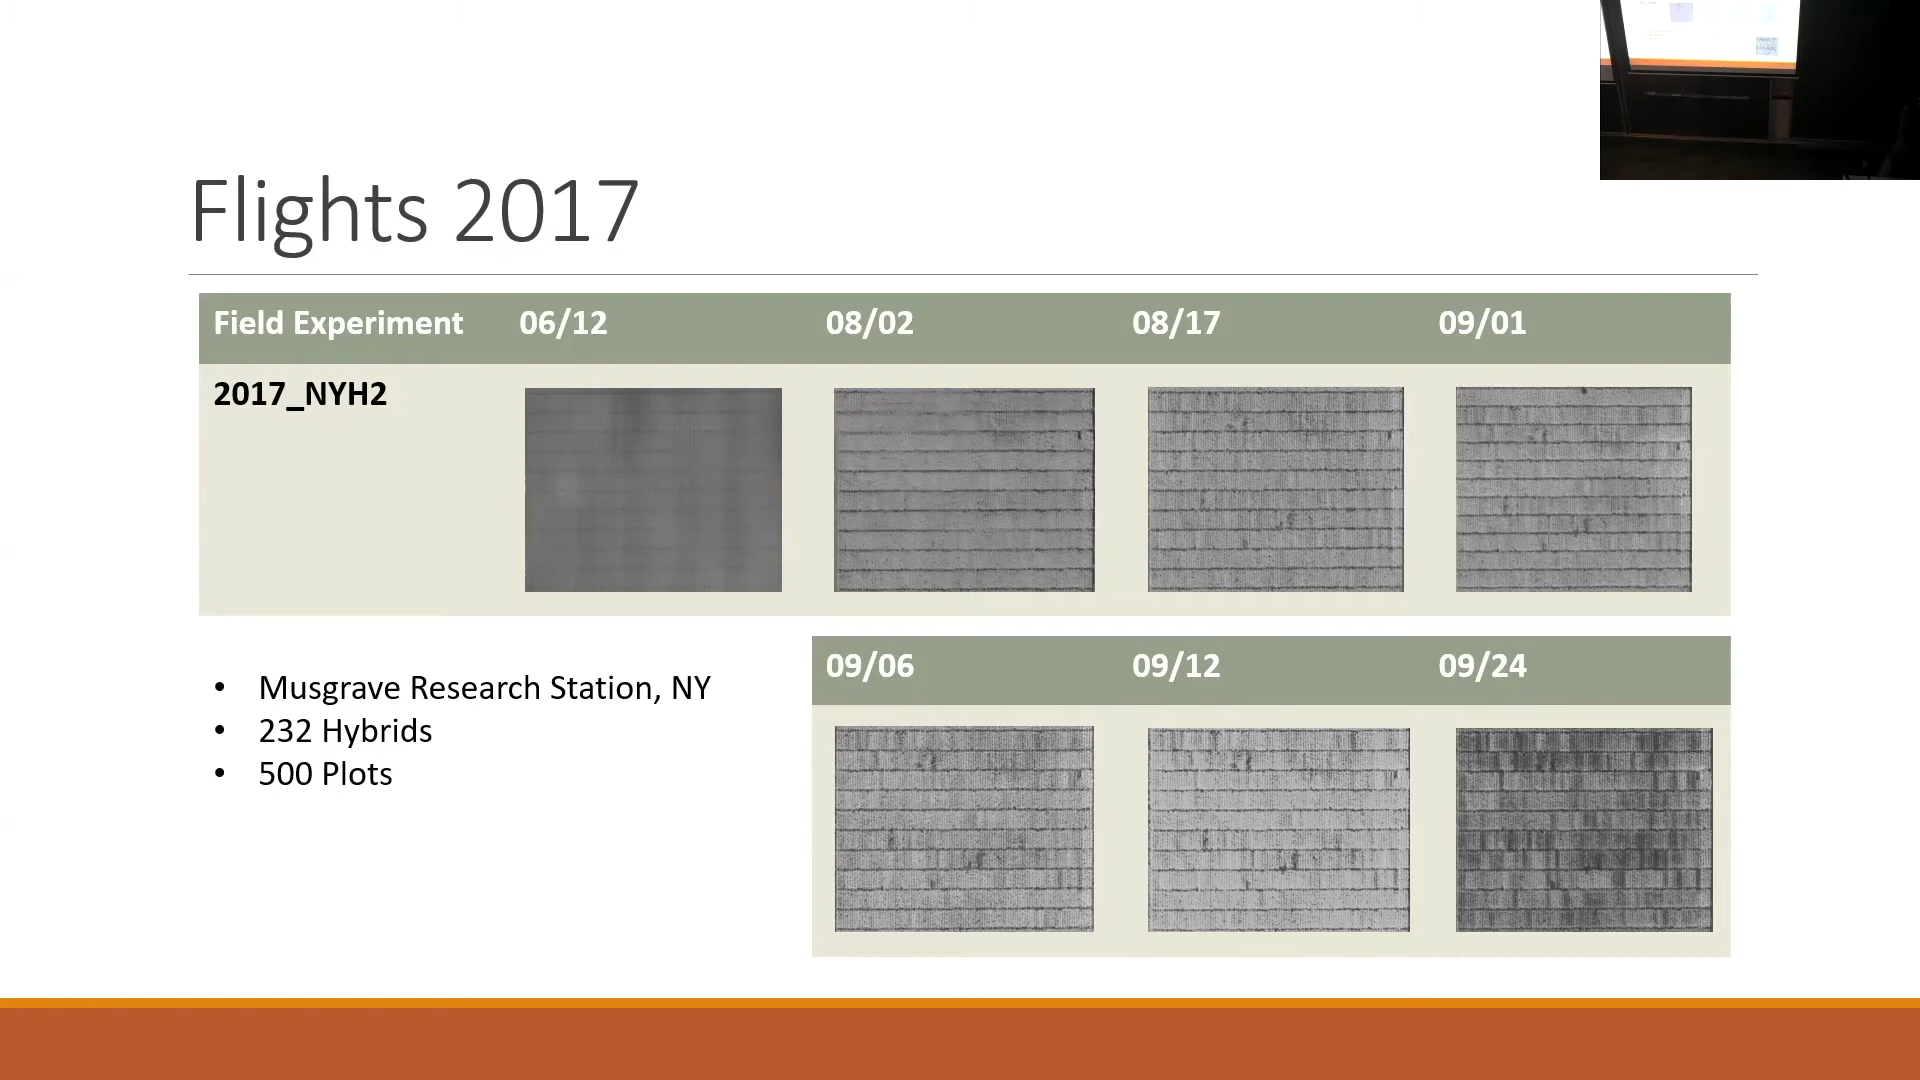 Flights 2017
Field Experiment 06/12 08/02 08/17 09/01
2017_NYH2
09/06 09/12 09/24
• Musgrave Research Station, NY
• 232 Hybrids
• 500 Plots